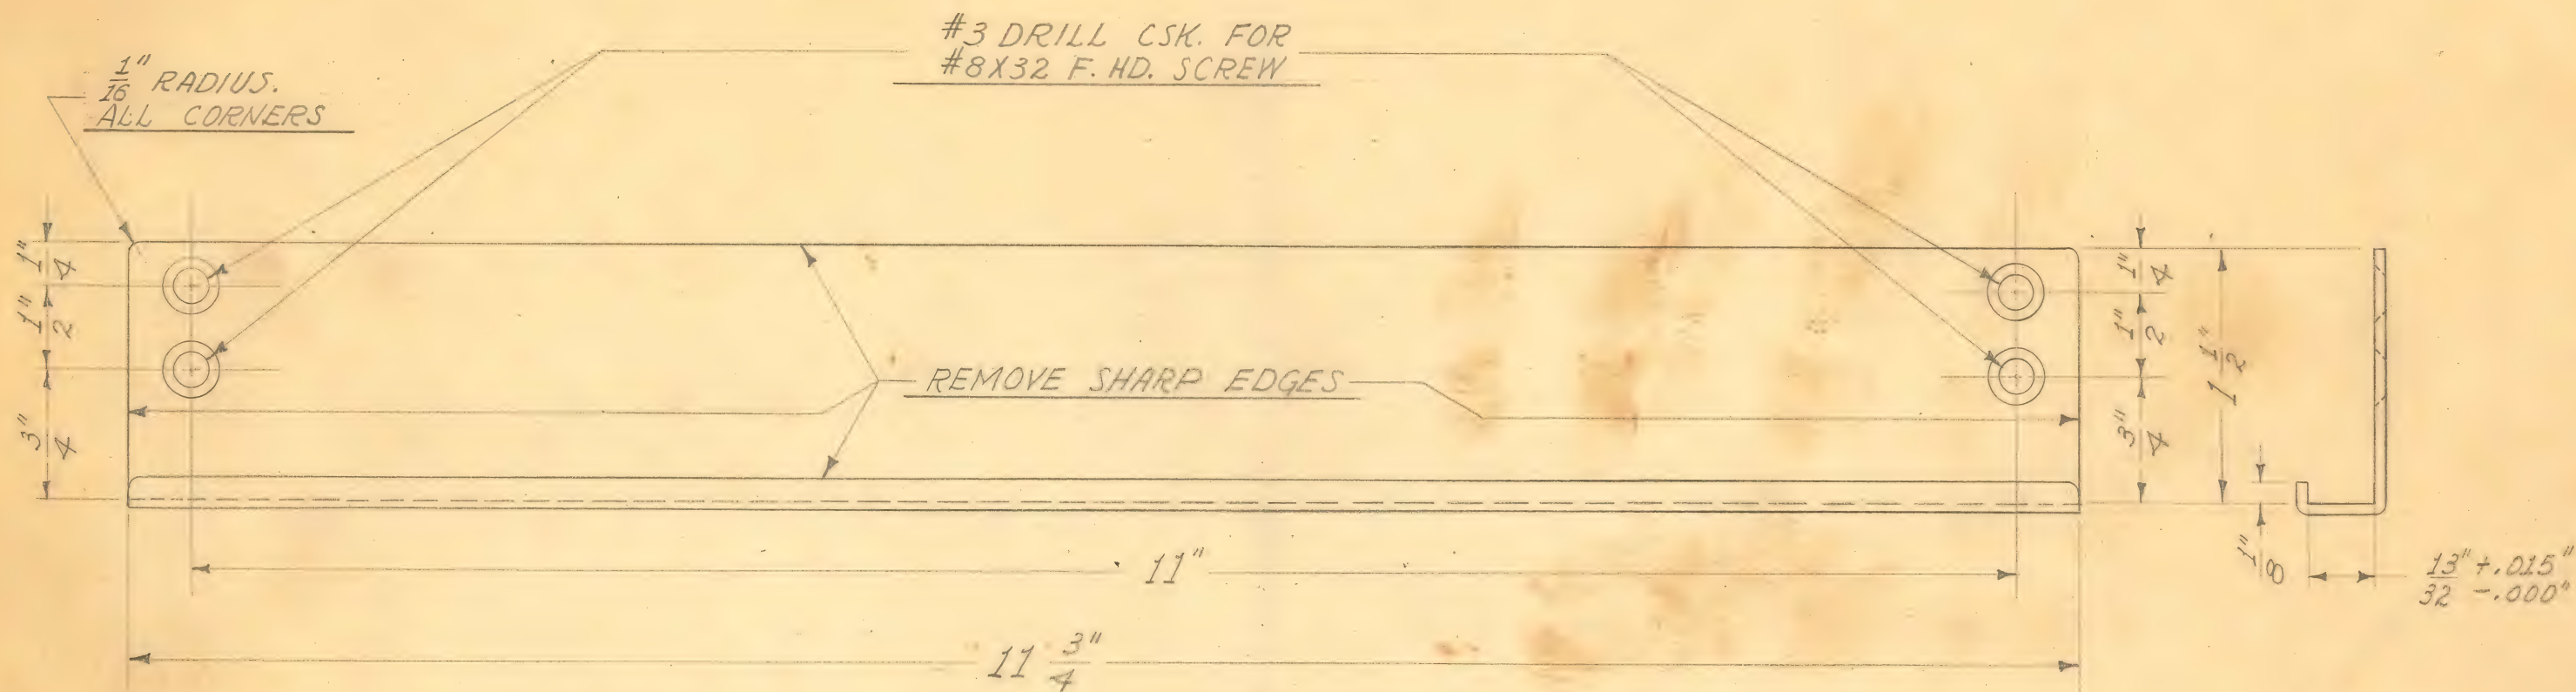 #3 DRILL CSK. FOR
#8X32 F. HD. SCREW
1/16" RADIUS.
ALL CORNERS
1/4"
1/2"
3/4"
REMOVE SHARP EDGES
1/4"
1/2"
3/4"
1 1/2"
1/8"
13/32" +.015"
-.000"
11"
11 3/4"